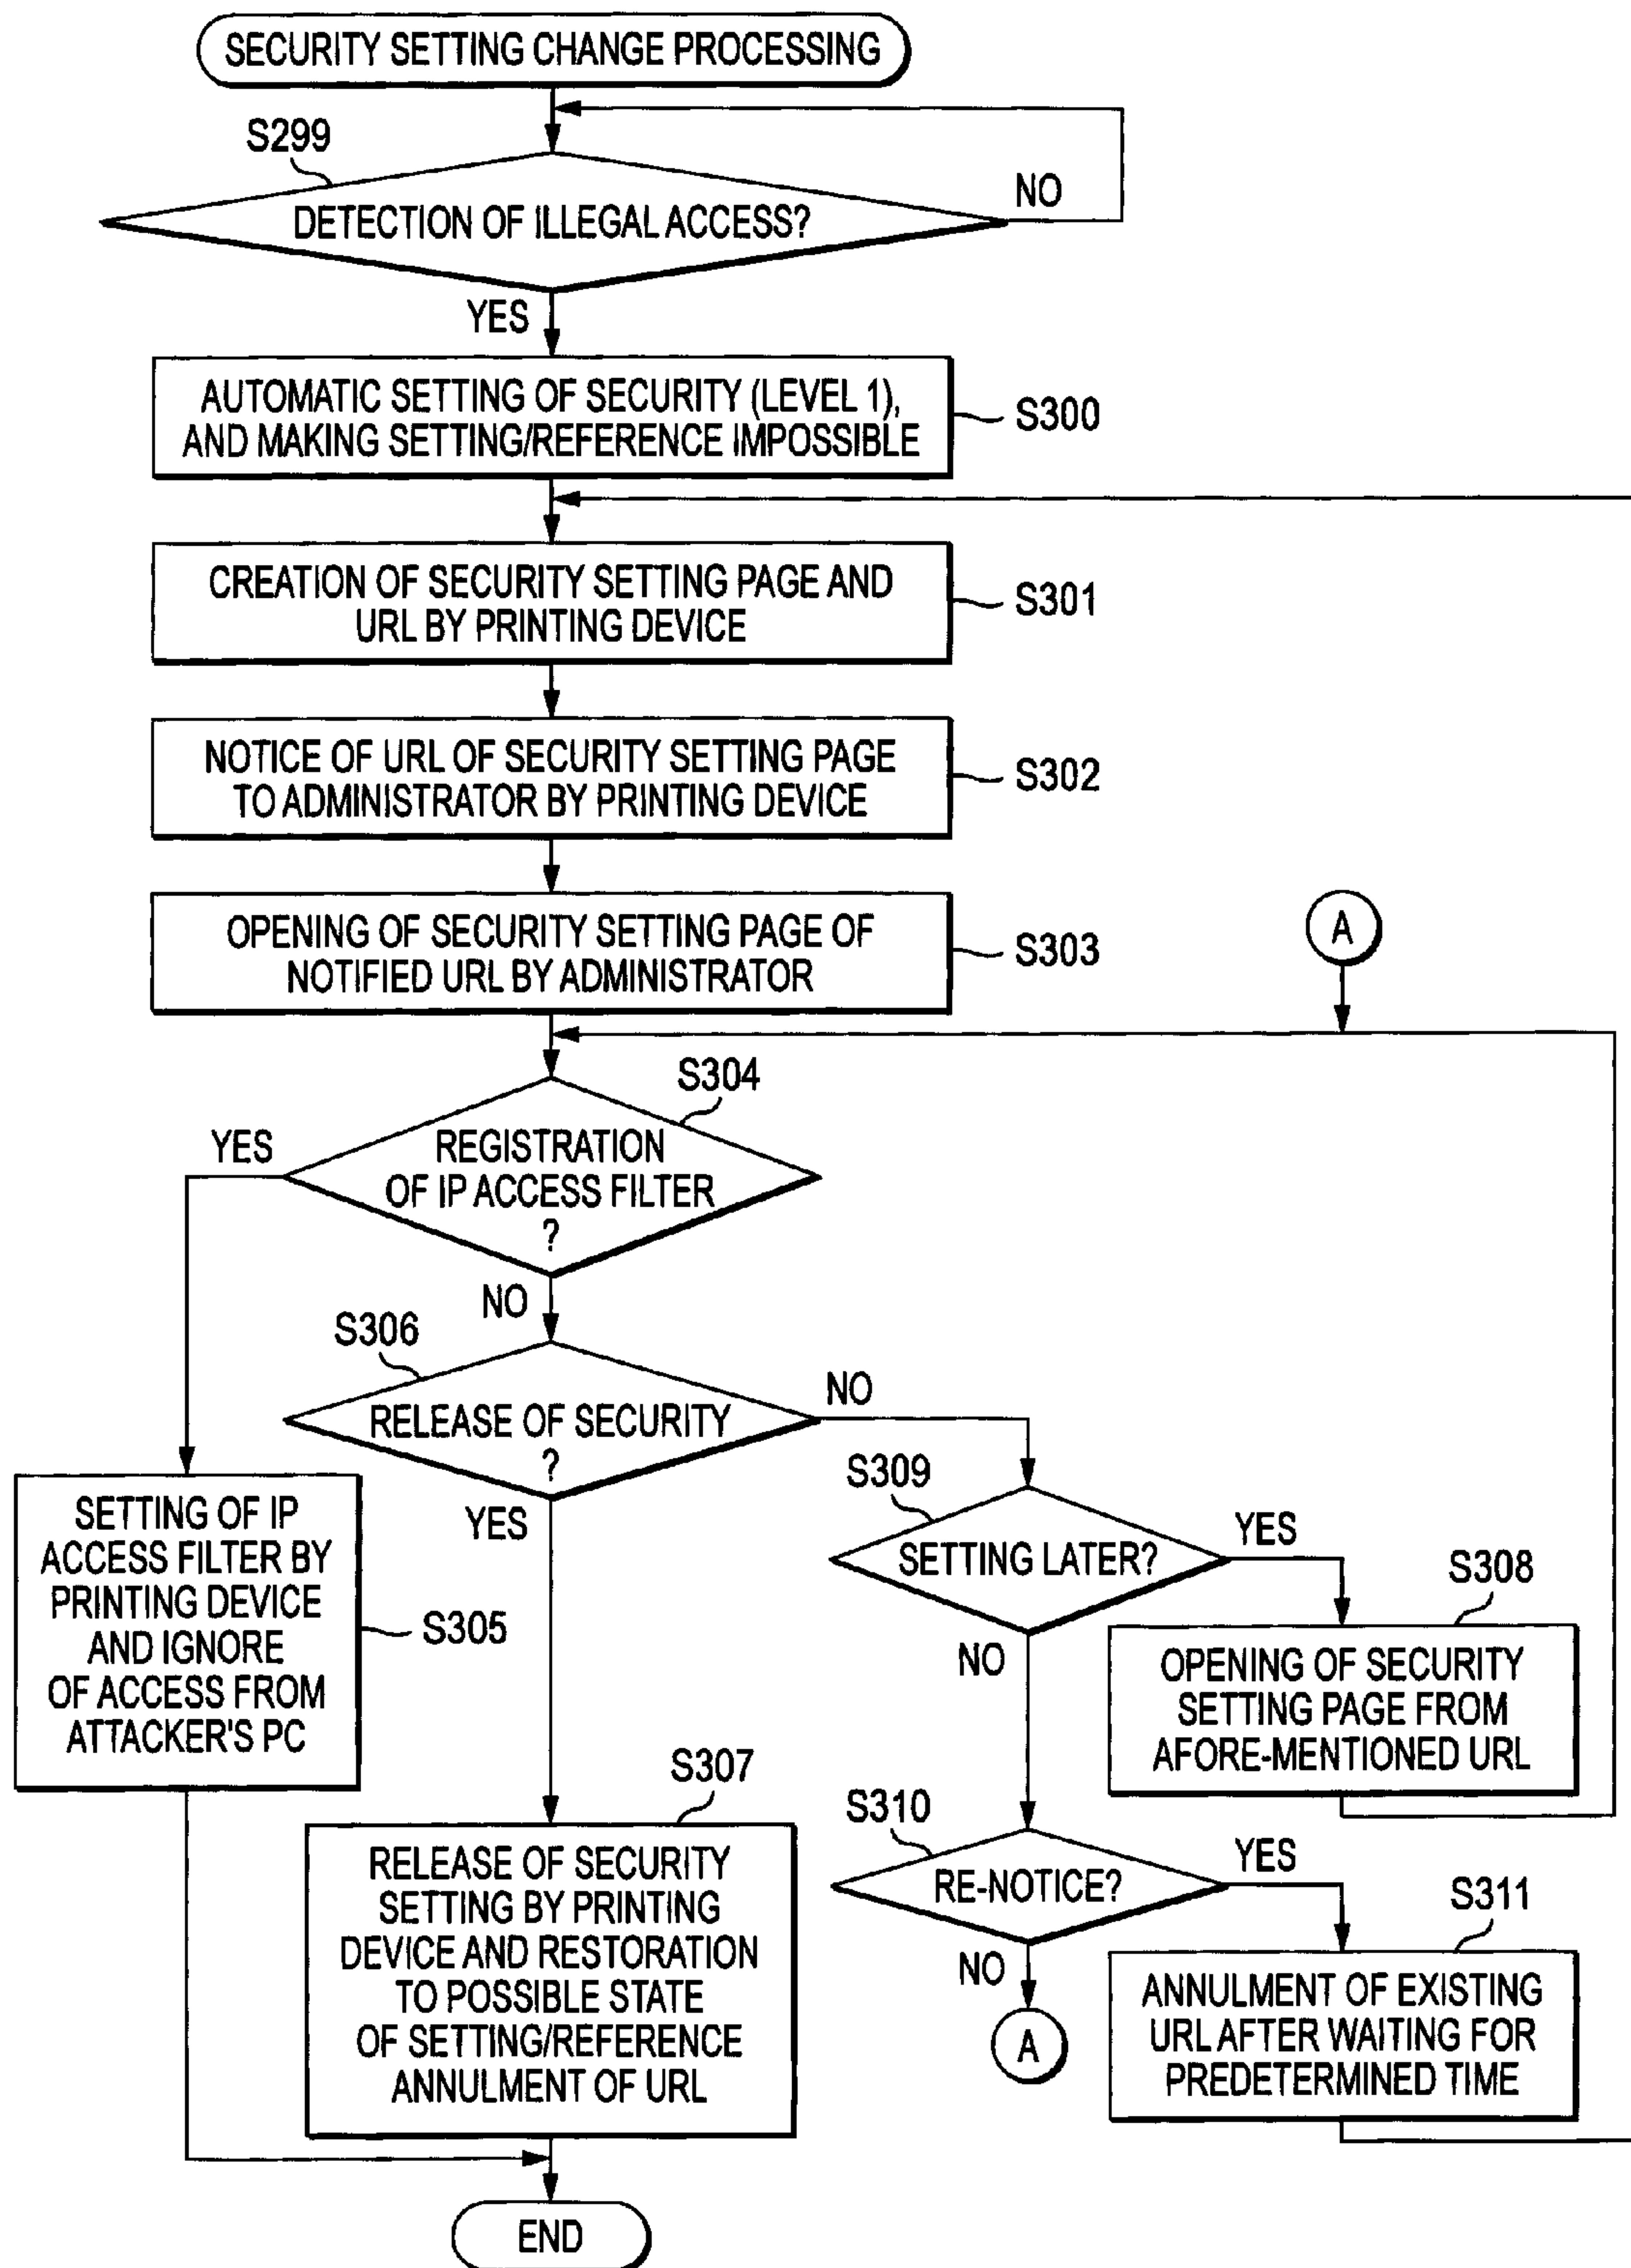 SECURITY SETTING CHANGE PROCESSING
S299
NO
DETECTION OF ILLEGAL ACCESS?
YES
AUTOMATIC SETTING OF SECURITY (LEVEL 1),
AND MAKING SETTING/REFERENCE IMPOSSIBLE
S300
CREATION OF SECURITY SETTING PAGE AND
URL BY PRINTING DEVICE
S301
NOTICE OF URL OF SECURITY SETTING PAGE
TO ADMINISTRATOR BY PRINTING DEVICE
S302
OPENING OF SECURITY SETTING PAGE OF
NOTIFIED URL BY ADMINISTRATOR
S303
A
S304
YES
REGISTRATION
OF IP ACCESS FILTER
?
NO
S306
NO
RELEASE OF SECURITY
?
YES
SETTING OF IP
ACCESS FILTER BY
PRINTING DEVICE
AND IGNORE
OF ACCESS FROM
ATTACKER'S PC
S305
S309
YES
SETTING LATER?
NO
S308
OPENING OF SECURITY
SETTING PAGE FROM
AFORE-MENTIONED URL
S307
RELEASE OF SECURITY
SETTING BY PRINTING
DEVICE AND RESTORATION
TO POSSIBLE STATE
OF SETTING/REFERENCE
ANNULMENT OF URL
S310
YES
RE-NOTICE?
NO
A
S311
ANNULMENT OF EXISTING
URL AFTER WAITING FOR
PREDETERMINED TIME
END